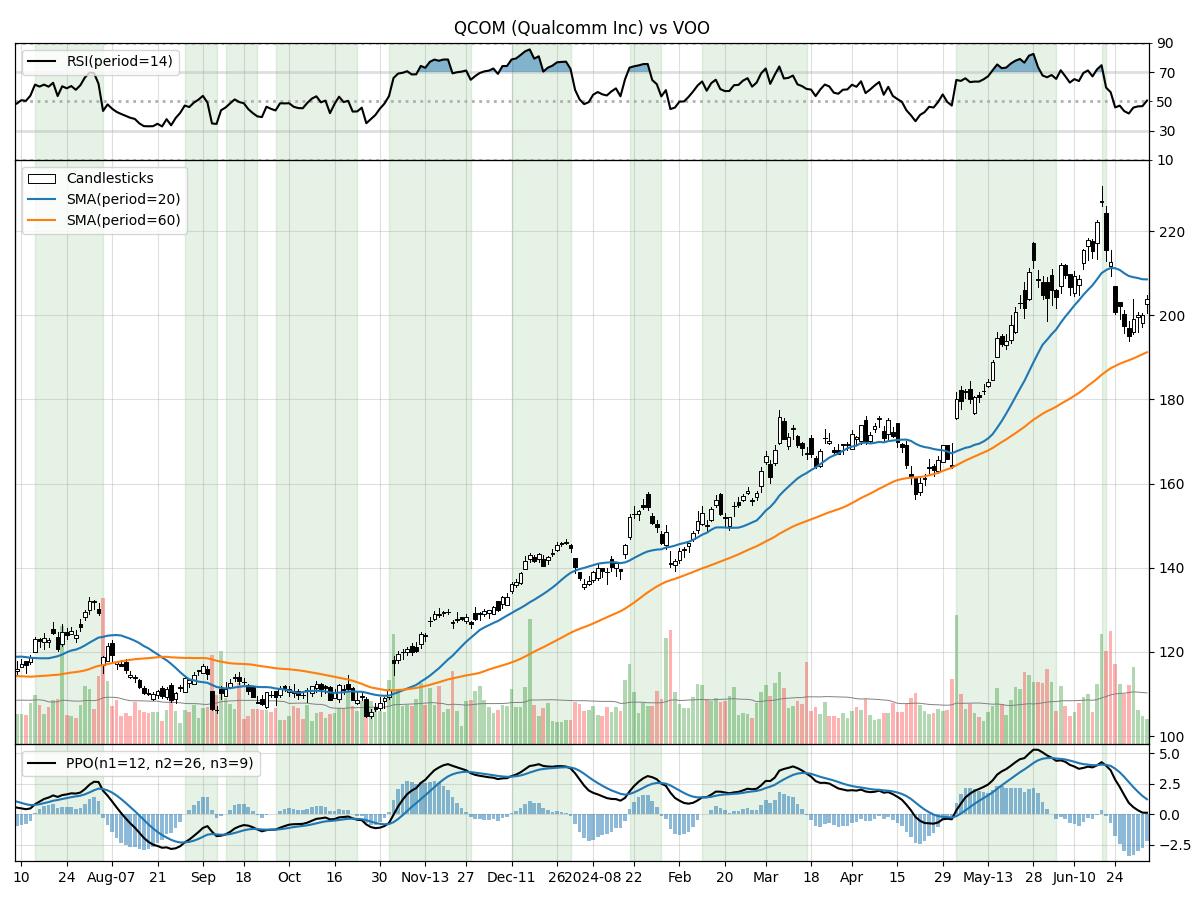 QCOM (Qualcomm Inc) vs VOO
RSI(period=14)
90
70
50
30
10
Candlesticks
SMA(period=20)
SMA(period=60)
220
200
180
160
140
120
100
PPO(n1=12, n2=26, n3=9)
5.0
2.5
0.0
−2.5
10 24 Aug-07 21 Sep 18 Oct 16 30 Nov-13 27 Dec-11 26 2024-08 22 Feb 20 Mar 18 Apr 15 29 May-13 28 Jun-10 24